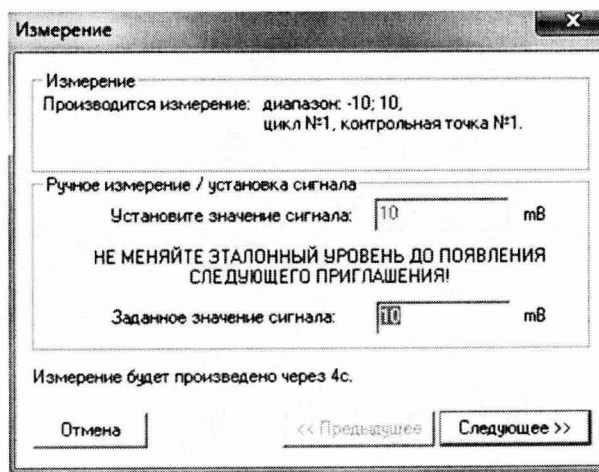 Измерение
Измерение
Производится измерение: диапазон: -10; 10,
цикл №1, контрольная точка №1.
Ручное измерение / установка сигнала
Установите значение сигнала: 10 mB
НЕ МЕНЯЙТЕ ЭТАЛОННЫЙ УРОВЕНЬ ДО ПОЯВЛЕНИЯ
СЛЕДУЮЩЕГО ПРИГЛАШЕНИЯ!
Заданное значение сигнала: 10 mB
Измерение будет произведено через 4с.
Отмена << Предыдущее Следующее >>